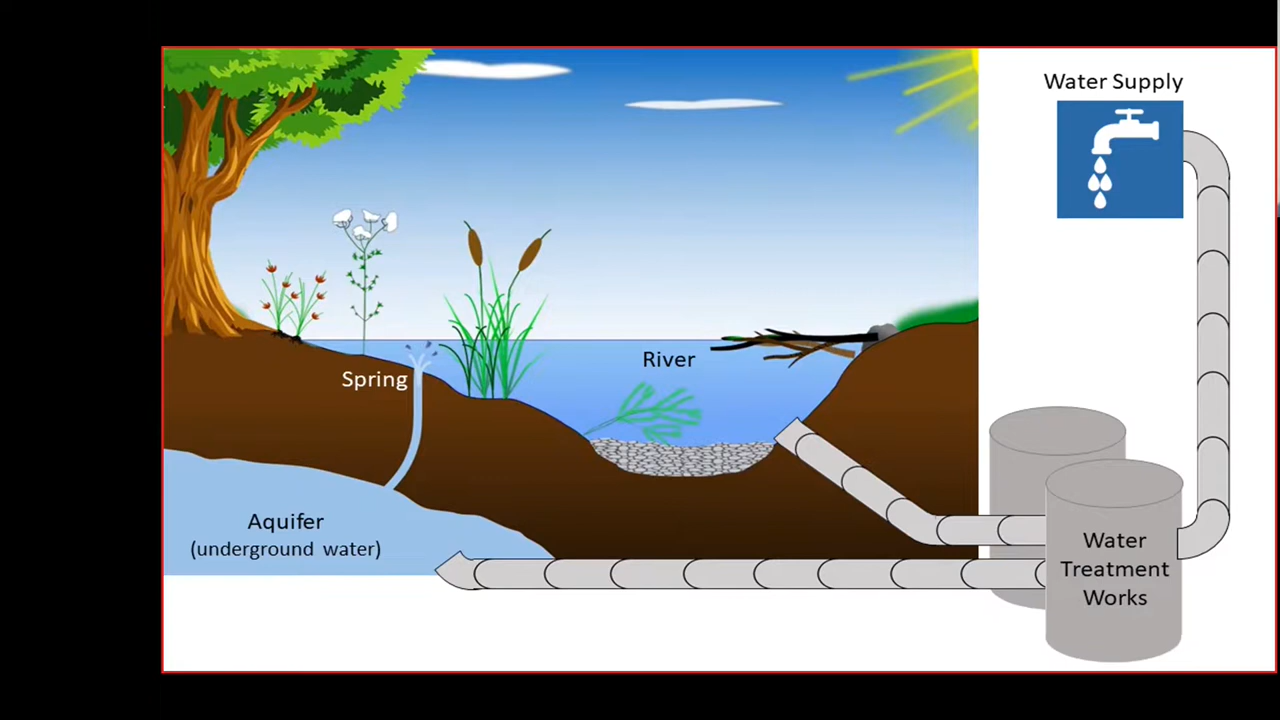 Water Supply
River
Spring
Aquifer
(underground water)
Water
Treatment
Works